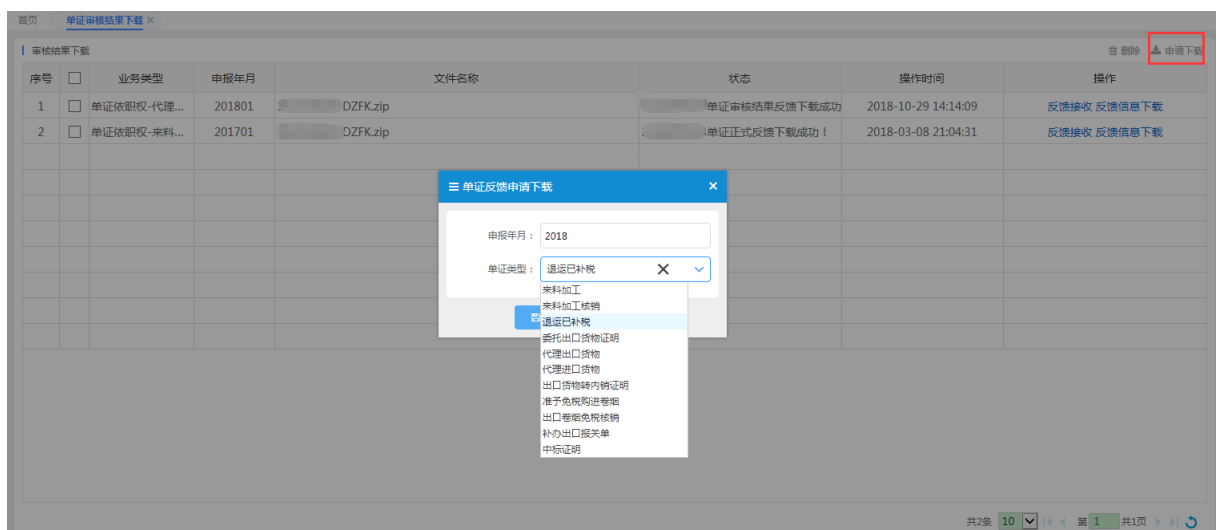 首页 单证审核结果下载 ×
审核结果下载 删除 申请下载
序号 业务类型 申报年月 文件名称 状态 操作时间 操作
1 单证依职权-代理... 201801 DZFK.zip 单证审核结果反馈下载成功 2018-10-29 14:14:09 反馈接收 反馈信息下载
2 单证依职权-来料... 201701 DZFK.zip 单证正式反馈下载成功！ 2018-03-08 21:04:31 反馈接收 反馈信息下载
单证反馈申请下载 ×
申报年月： 2018
单证类型： 退运已补税
来料加工
来料加工核销
退运已补税
委托出口货物证明
代理出口货物
代理进口货物
出口货物转内销证明
准予免税购进卷烟
出口卷烟免税核销
补办出口报关单
中标证明
共2条 10 第 1 共1页